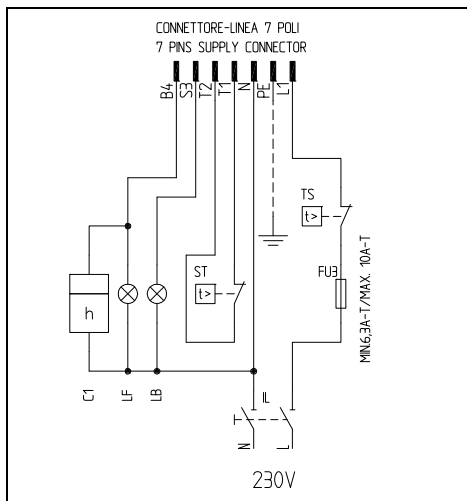 CONNETTORE-LINEA 7 POLI
7 PINS SUPPLY CONNECTOR
B4
S3
T2
T1
N
PE
L1
TS
t>
ST
t>
FU3
MIN.6,3A-T/MAX. 10A-T
h
C1
LF
LB
IL
N
L
230V